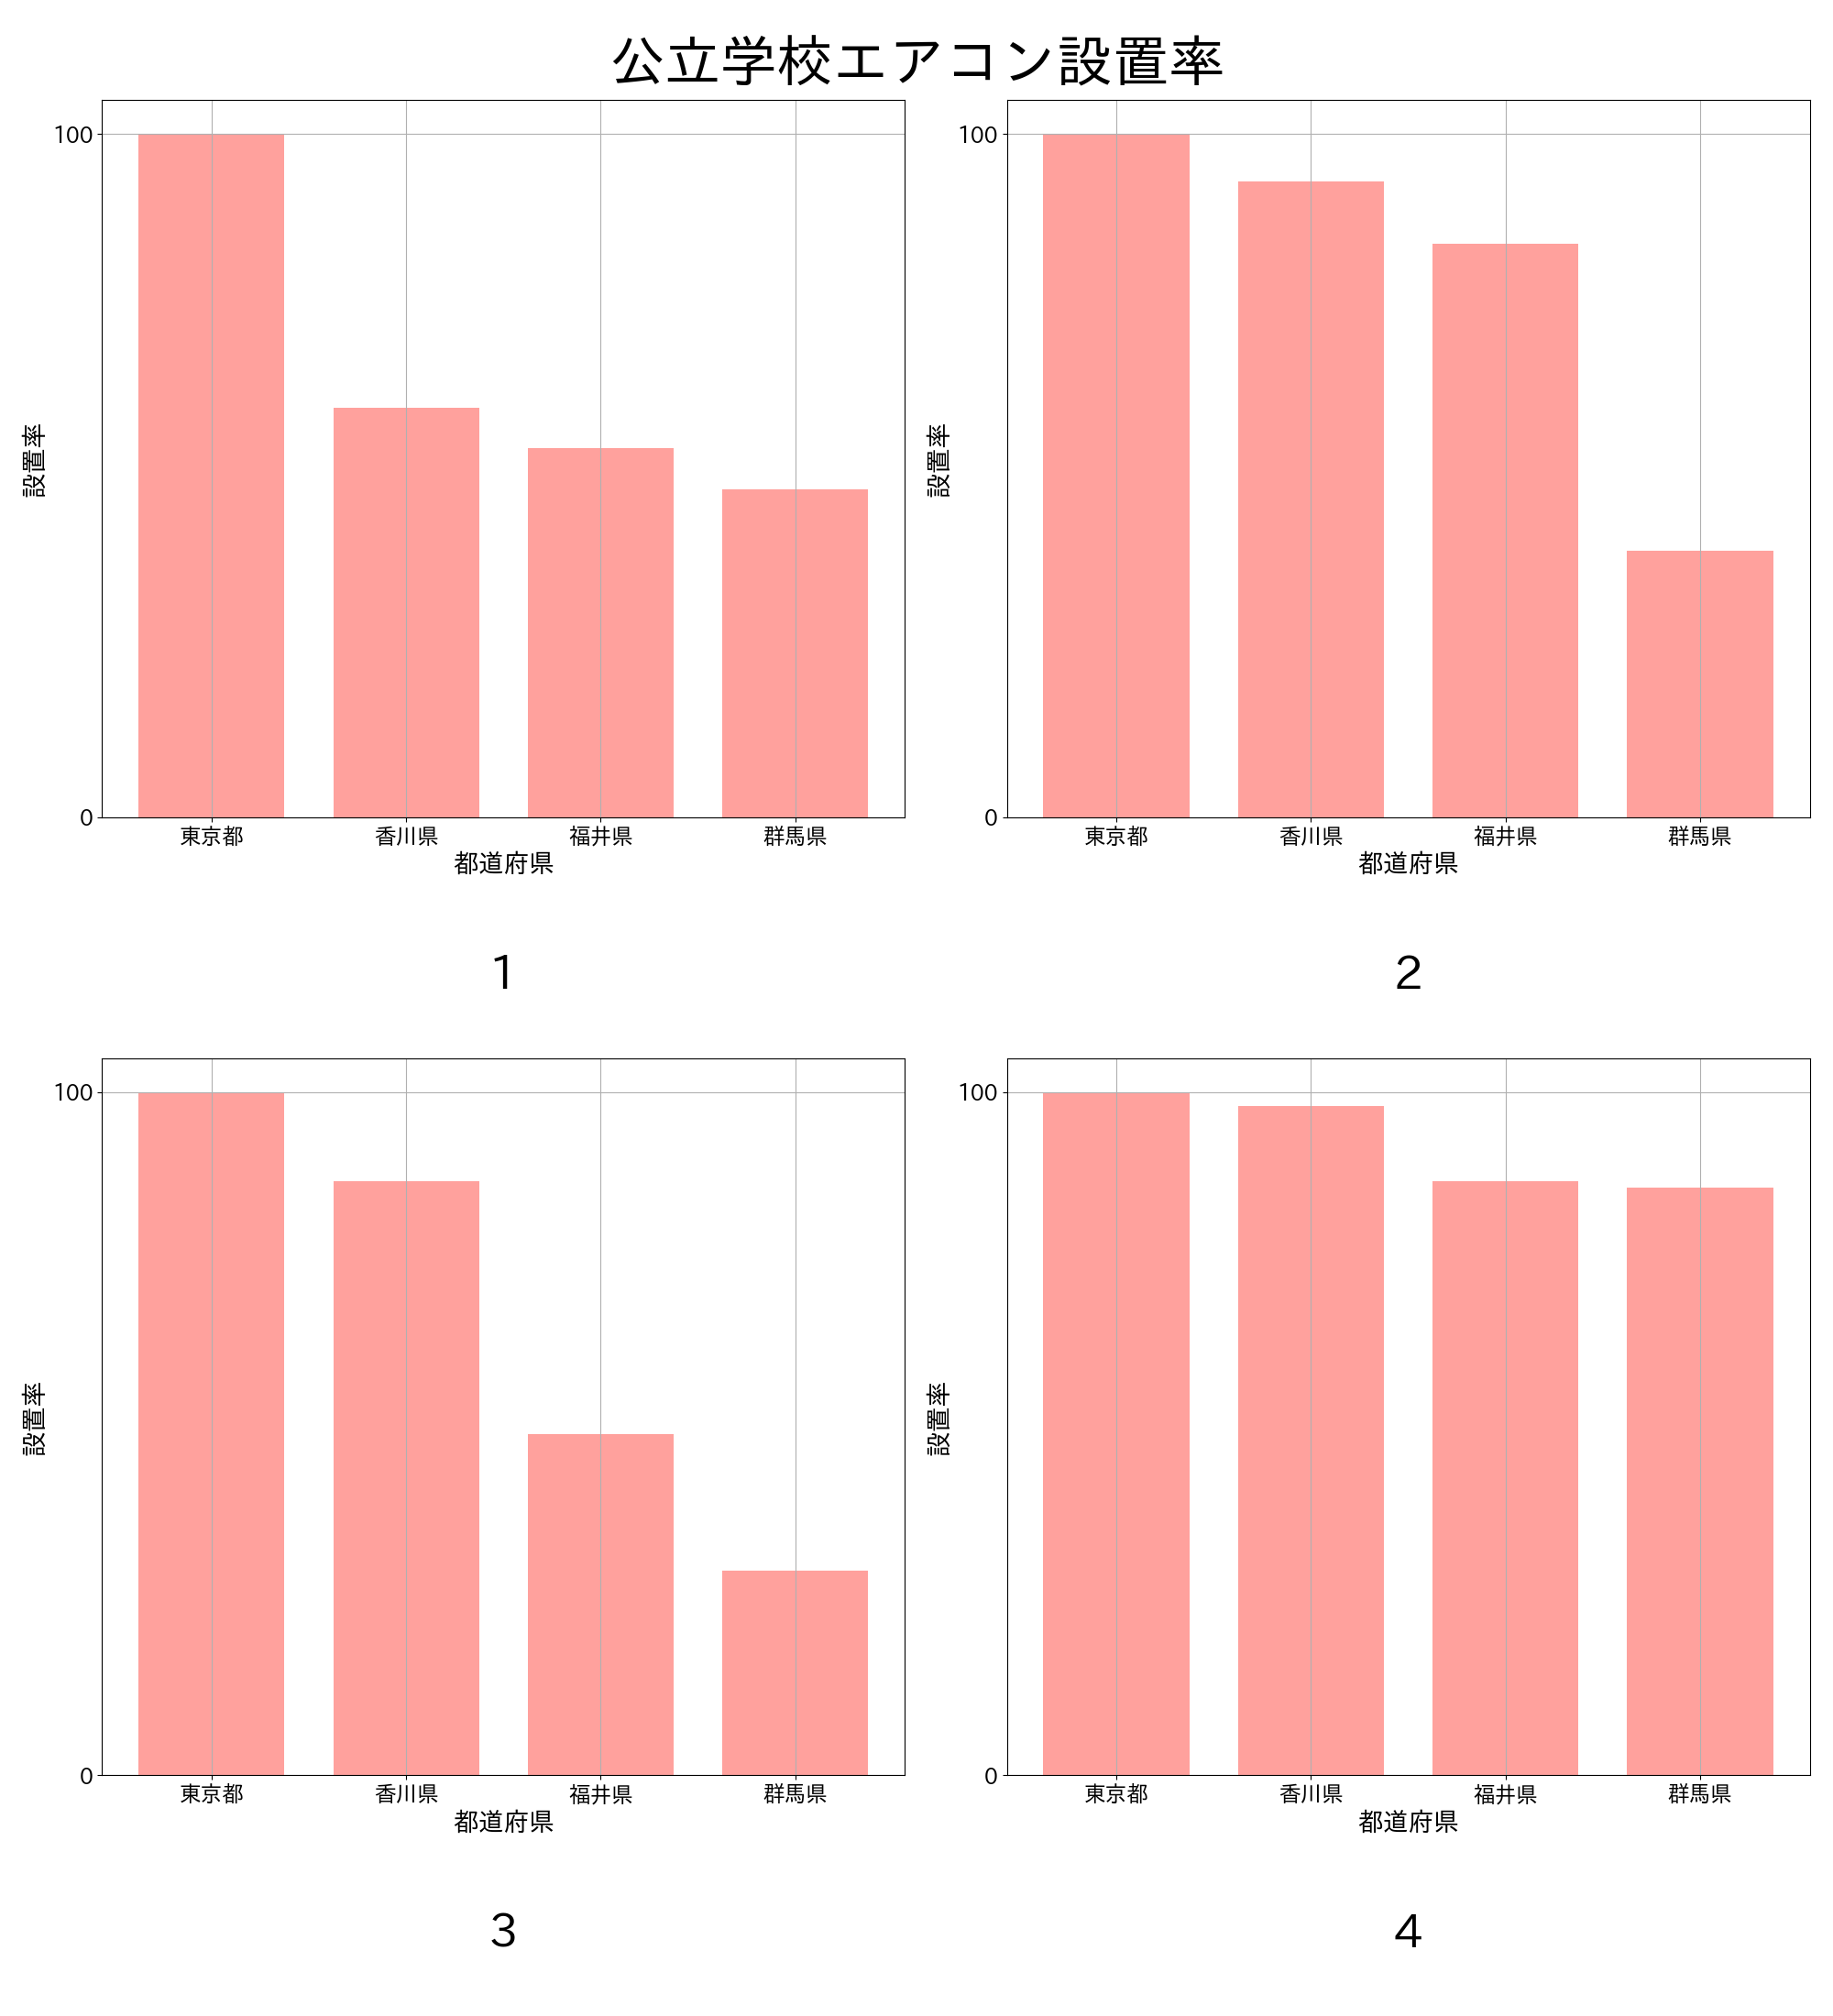 公立学校エアコン設置率
100
0
設置率
東京都 香川県 福井県 群馬県
都道府県
1
100
0
設置率
東京都 香川県 福井県 群馬県
都道府県
2
100
0
設置率
東京都 香川県 福井県 群馬県
都道府県
3
100
0
設置率
東京都 香川県 福井県 群馬県
都道府県
4